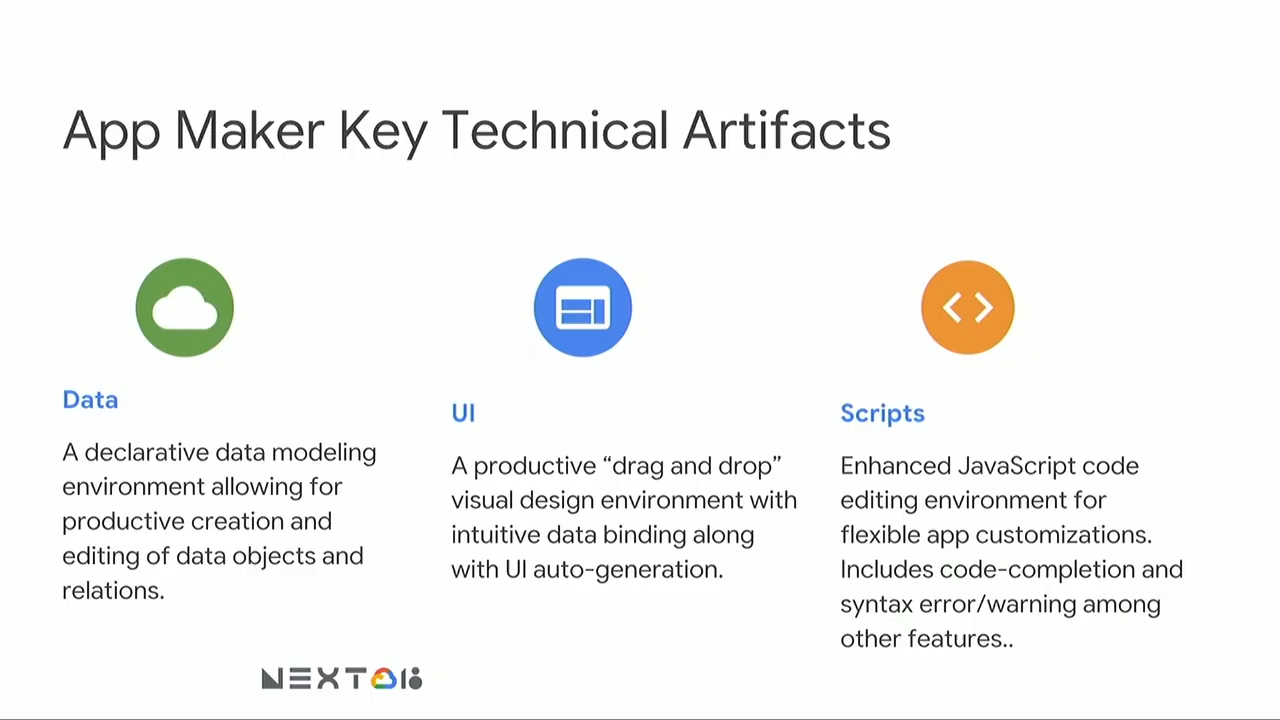 App Maker Key Technical Artifacts
Data
A declarative data modeling
environment allowing for
productive creation and
editing of data objects and
relations.
UI
A productive “drag and drop”
visual design environment with
intuitive data binding along
with UI auto-generation.
Scripts
Enhanced JavaScript code
editing environment for
flexible app customizations.
Includes code-completion and
syntax error/warning among
other features..
NEXT 18